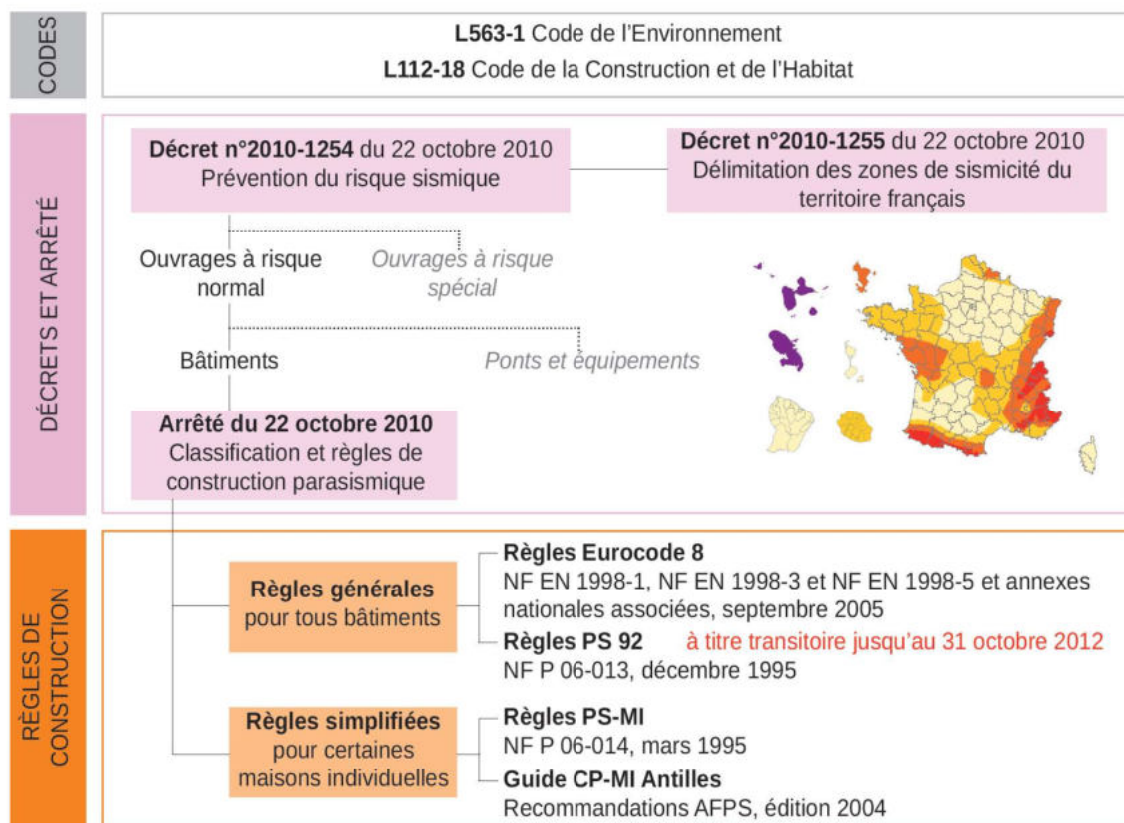 CODES
L563-1 Code de l'Environnement
L112-18 Code de la Construction et de l'Habitat
DÉCRETS ET ARRÊTÉ
Décret n°2010-1254 du 22 octobre 2010
Prévention du risque sismique
Décret n°2010-1255 du 22 octobre 2010
Délimitation des zones de sismicité du
territoire français
Ouvrages à risque
normal
Ouvrages à risque
spécial
Bâtiments
Ponts et équipements
Arrêté du 22 octobre 2010
Classification et règles de
construction parasismique
RÈGLES DE
CONSTRUCTION
Règles générales
pour tous bâtiments
Règles Eurocode 8
NF EN 1998-1, NF EN 1998-3 et NF EN 1998-5 et annexes
nationales associées, septembre 2005
Règles PS 92 à titre transitoire jusqu'au 31 octobre 2012
NF P 06-013, décembre 1995
Règles simplifiées
pour certaines
maisons individuelles
Règles PS-MI
NF P 06-014, mars 1995
Guide CP-MI Antilles
Recommandations AFPS, édition 2004